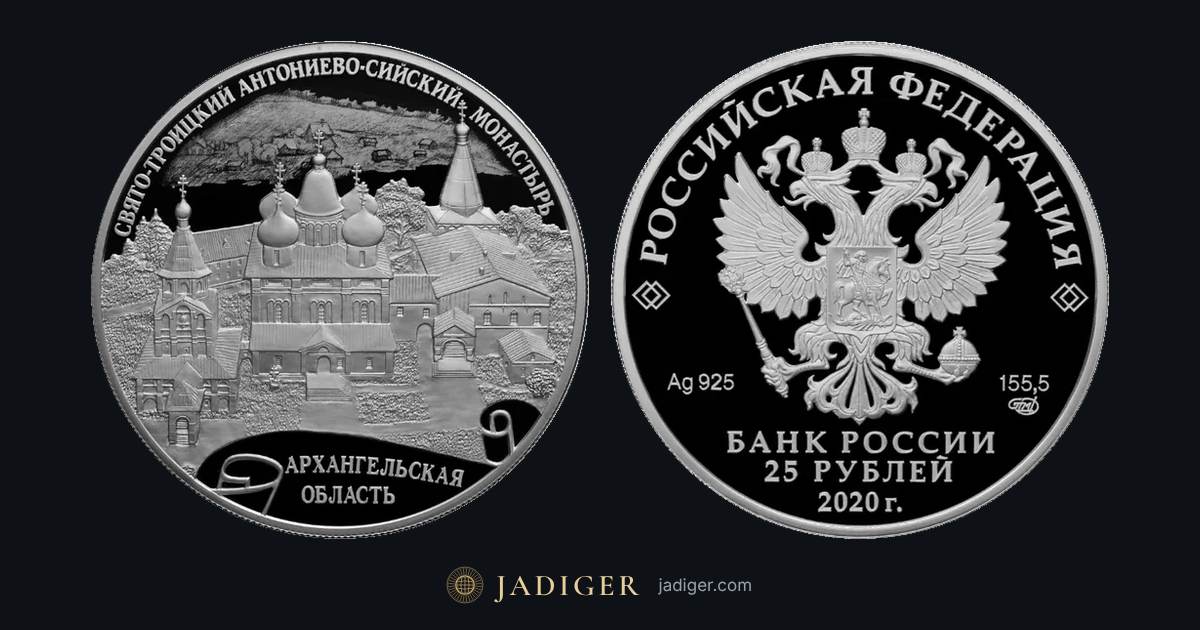 СВЯТО-ТРОИЦКИЙ АНТОНИЕВО-СИЙСКИЙ МОНАСТЫРЬ
АРХАНГЕЛЬСКАЯ
ОБЛАСТЬ
РОССИЙСКАЯ ФЕДЕРАЦИЯ
Ag 925
155,5
БАНК РОССИИ
25 РУБЛЕЙ
2020 г.
JADIGER
jadiger.com